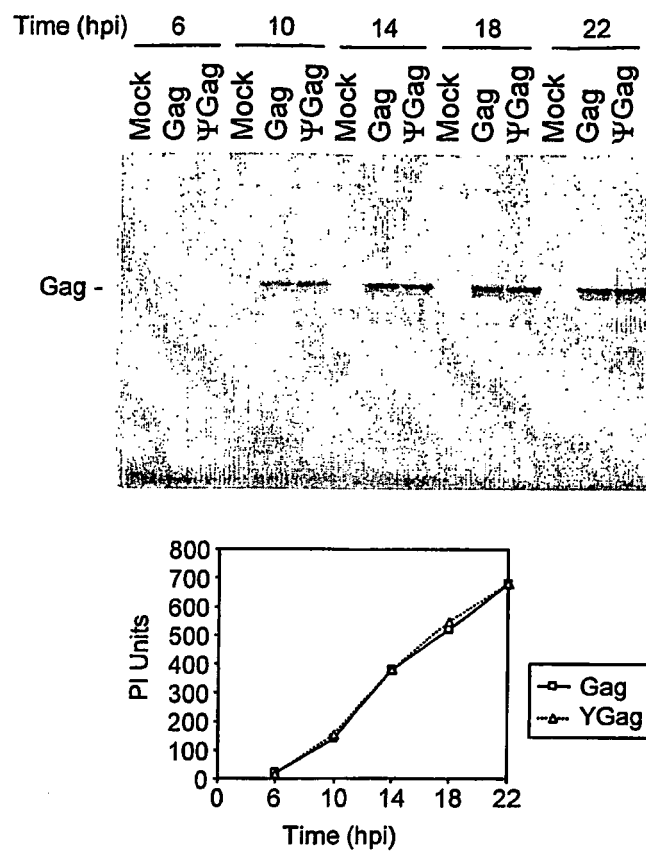 Time (hpi) 6 10 14 18 22
Mock Gag ΨGag Mock Gag ΨGag Mock Gag ΨGag Mock Gag ΨGag Mock Gag ΨGag
Gag -
800
700
600
500
400
300
200
100
0
PI Units
0 6 10 14 18 22
Time (hpi)
Gag
YGag